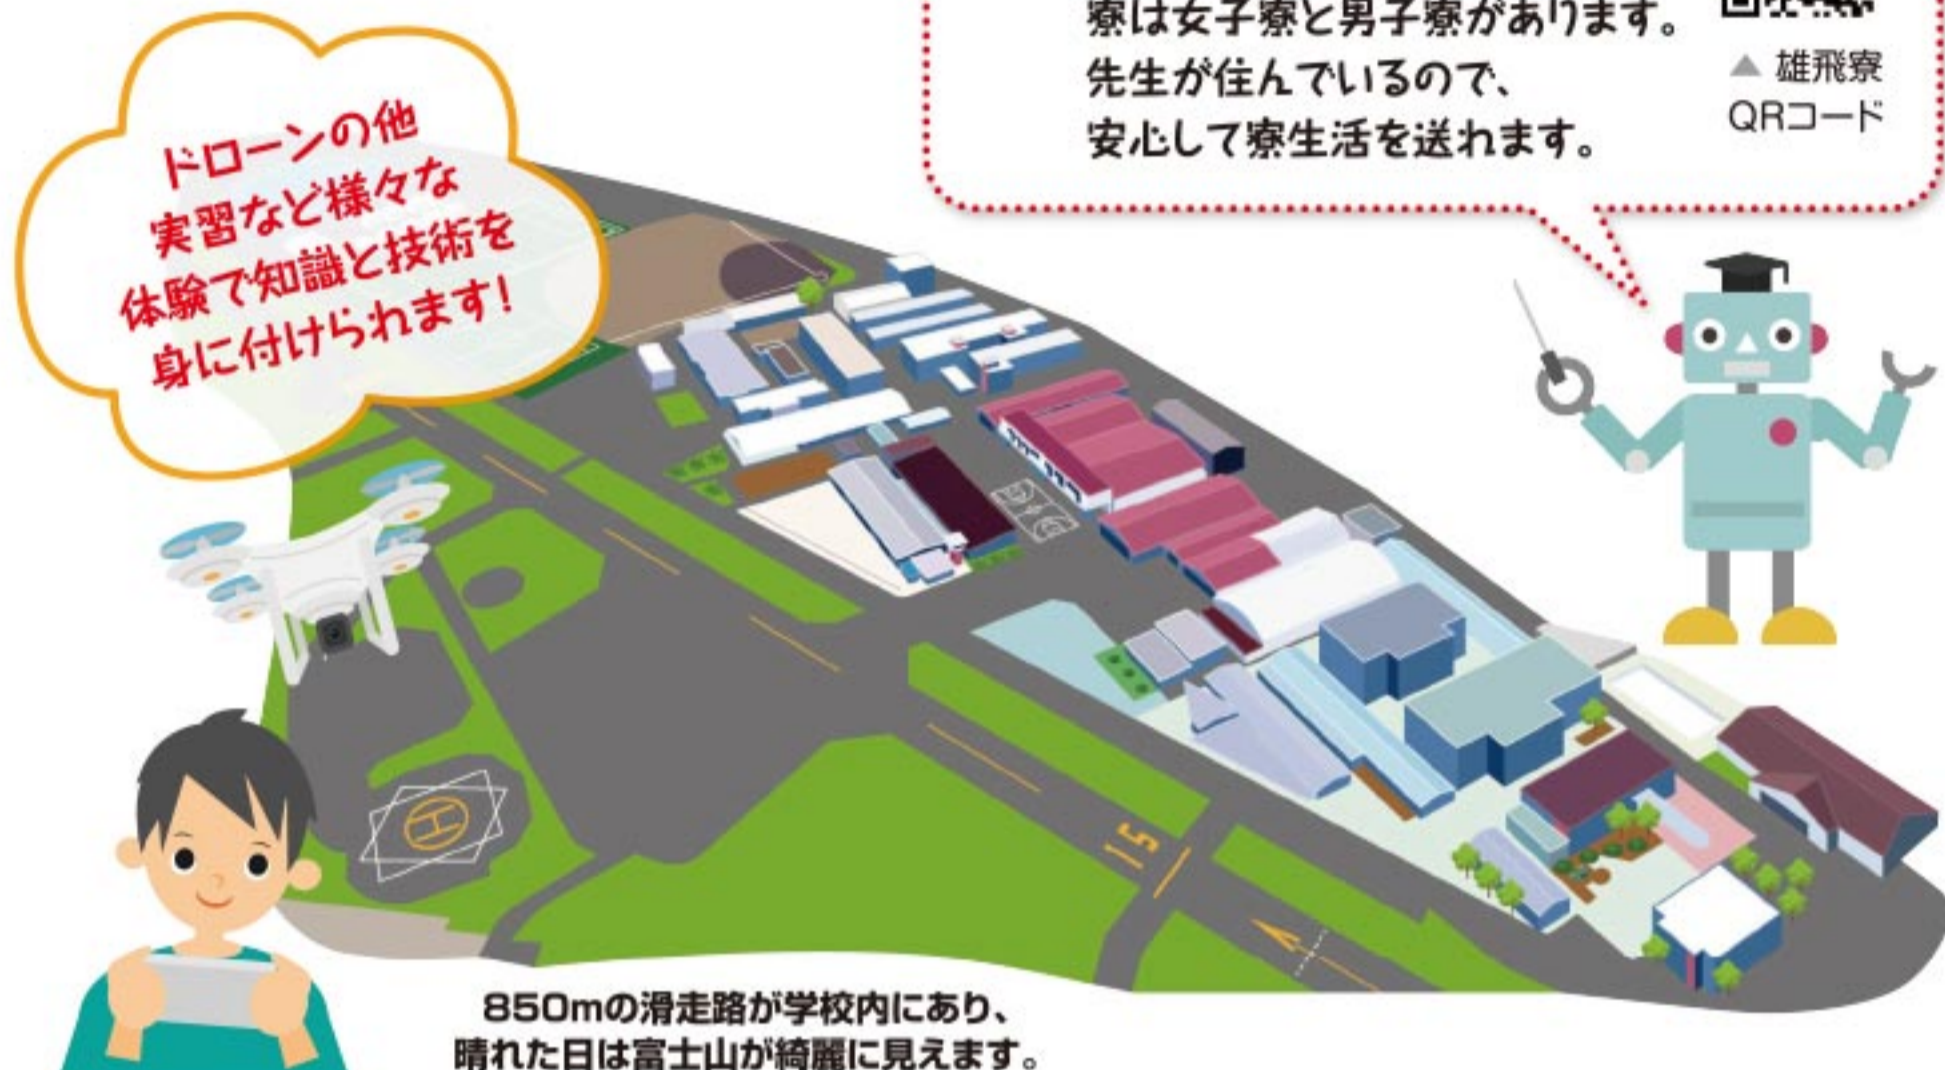 寮は女子寮と男子寮があります。
先生が住んでいるので、
安心して寮生活を送れます。
▲ 雄飛寮
QRコード
ドローンの他
実習など様々な
体験で知識と技術を
身に付けられます!
H
15
850mの滑走路が学校内にあり、
晴れた日は富士山が綺麗に見えます。